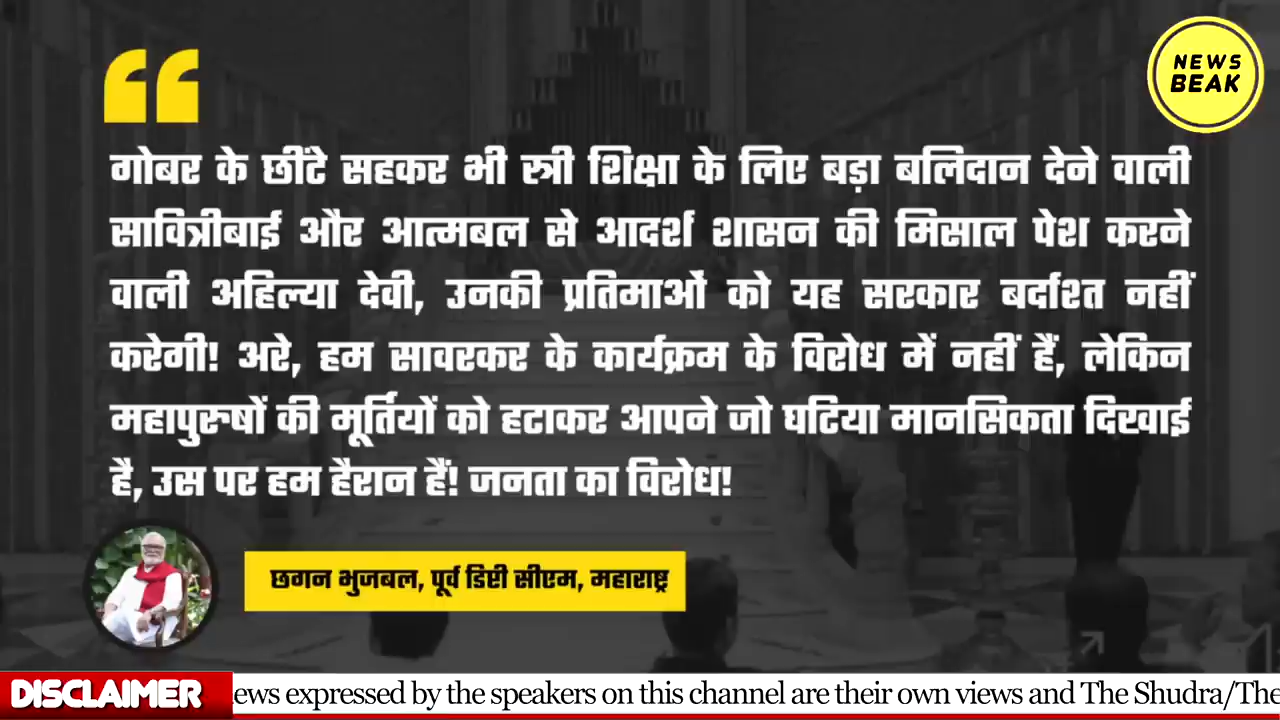 NEWS
BEAK
गोबर के छींटे सहकर भी स्त्री शिक्षा के लिए बड़ा बलिदान देने वाली
सावित्रीबाई और आत्मबल से आदर्श शासन की मिसाल पेश करने
वाली अहिल्या देवी, उनकी प्रतिमाओं को यह सरकार बर्दाश्त नहीं
करेगी! अरे, हम सावरकर के कार्यक्रम के विरोध में नहीं हैं, लेकिन
महापुरुषों की मूर्तियों को हटाकर आपने जो घटिया मानसिकता दिखाई
है, उस पर हम हैरान हैं! जनता का विरोध!
छगन भुजबल, पूर्व डिप्टी सीएम, महाराष्ट्र
DISCLAIMER
ews expressed by the speakers on this channel are their own views and The Shudra/The